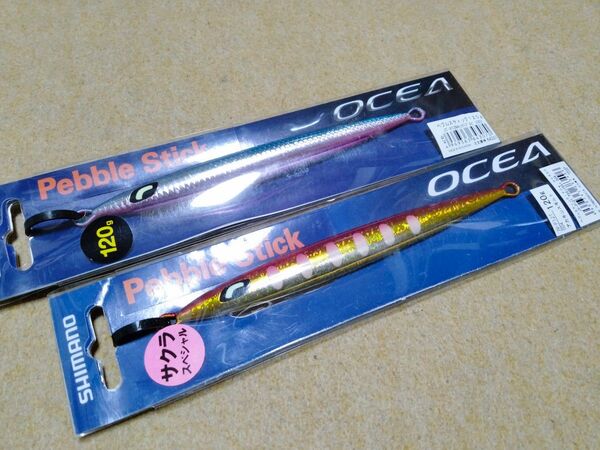 OCEA
Pebble Stick
120g
OCEA
Pebble Stick
120g
SHIMANO
サクラ
スペシャル